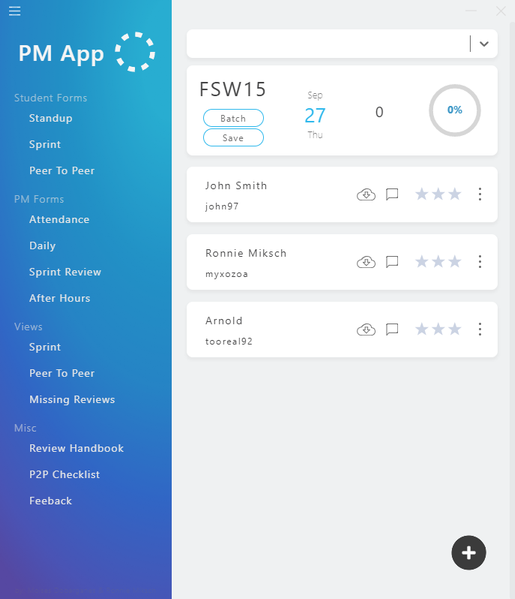 PM App
Student Forms
Standup
Sprint
Peer To Peer
PM Forms
Attendance
Daily
Sprint Review
After Hours
Views
Sprint
Peer To Peer
Missing Reviews
Misc
Review Handbook
P2P Checklist
Feeback
FSW15
Batch
Save
Sep
27
Thu
0
0%
John Smith
john97
Ronnie Miksch
myxozoa
Arnold
tooreal92